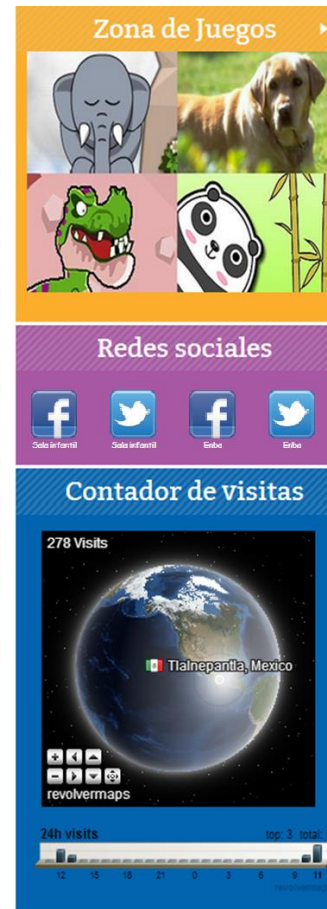 Zona de Juegos
Redes sociales
Sala infantil Sala infantil Enba Enba
Contador de visitas
278 Visits
Tlalnepantla, Mexico
revolvermaps
24h visits top: 3 total:
12 15 18 21 0 3 6 9 11